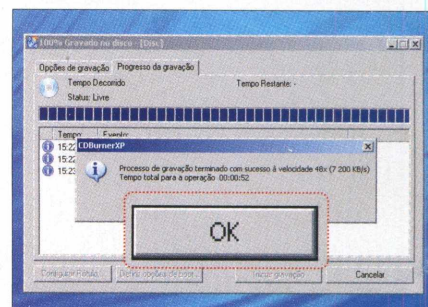 100% Gravado no disco - [Disc]
Opções de gravação Progresso da gravação
Tempo Decorrido Tempo Restante: -
Status: Livre
Tempo Evento
15:22
15:22
15:23
CDBurnerXP
Processo de gravação terminado com sucesso à velocidade 48x (7 200 KB/s)
Tempo total para a operação 00:00:52
OK
Cancelar